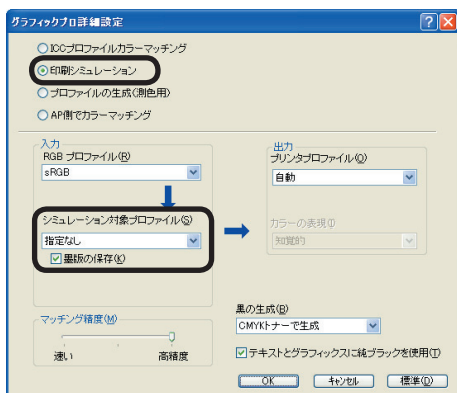 グラフィックプロ詳細設定
ICCプロファイルカラーマッチング
印刷シミュレーション
プロファイルの生成(測色用)
AP側でカラーマッチング
入力
RGB プロファイル(R)
sRGB
シミュレーション対象プロファイル(S)
指定なし
墨版の保存(K)
マッチング精度(M)
速い
高精度
出力
プリンタプロファイル(O)
自動
カラーの表現(I)
知覚的
黒の生成(B)
CMYKトナーで生成
テキストとグラフィックスに純ブラックを使用(T)
OK
キャンセル
標準(D)